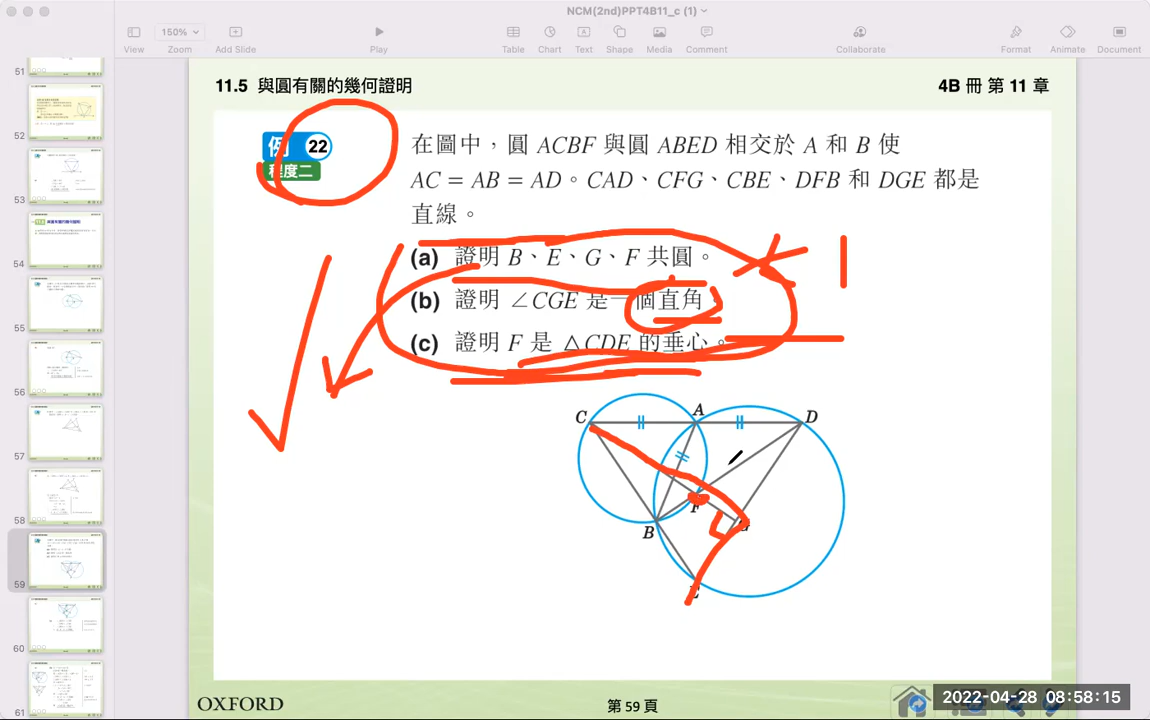 NCM(2nd)PPT4B11_c (1)
150%
View
Zoom
Add Slide
Play
Table
Chart
Text
Shape
Media
Comment
Collaborate
Format
Animate
Document
51
52
53
54
55
56
57
58
59
60
61
11.5 與圓有關的幾何證明
4B 冊 第 11 章
例 22
程度二
在圖中，圓 ACBF 與圓 ABED 相交於 A 和 B 使
AC = AB = AD。CAD、CFG、CBE、DFB 和 DGE 都是
直線。
(a) 證明 B、E、G、F 共圓。
(b) 證明 ∠CGE 是一個直角。
(c) 證明 F 是 △CDE 的垂心。
1
C
A
D
F
G
B
E
OXFORD
第 59 頁
2022-04-28 08:58:15